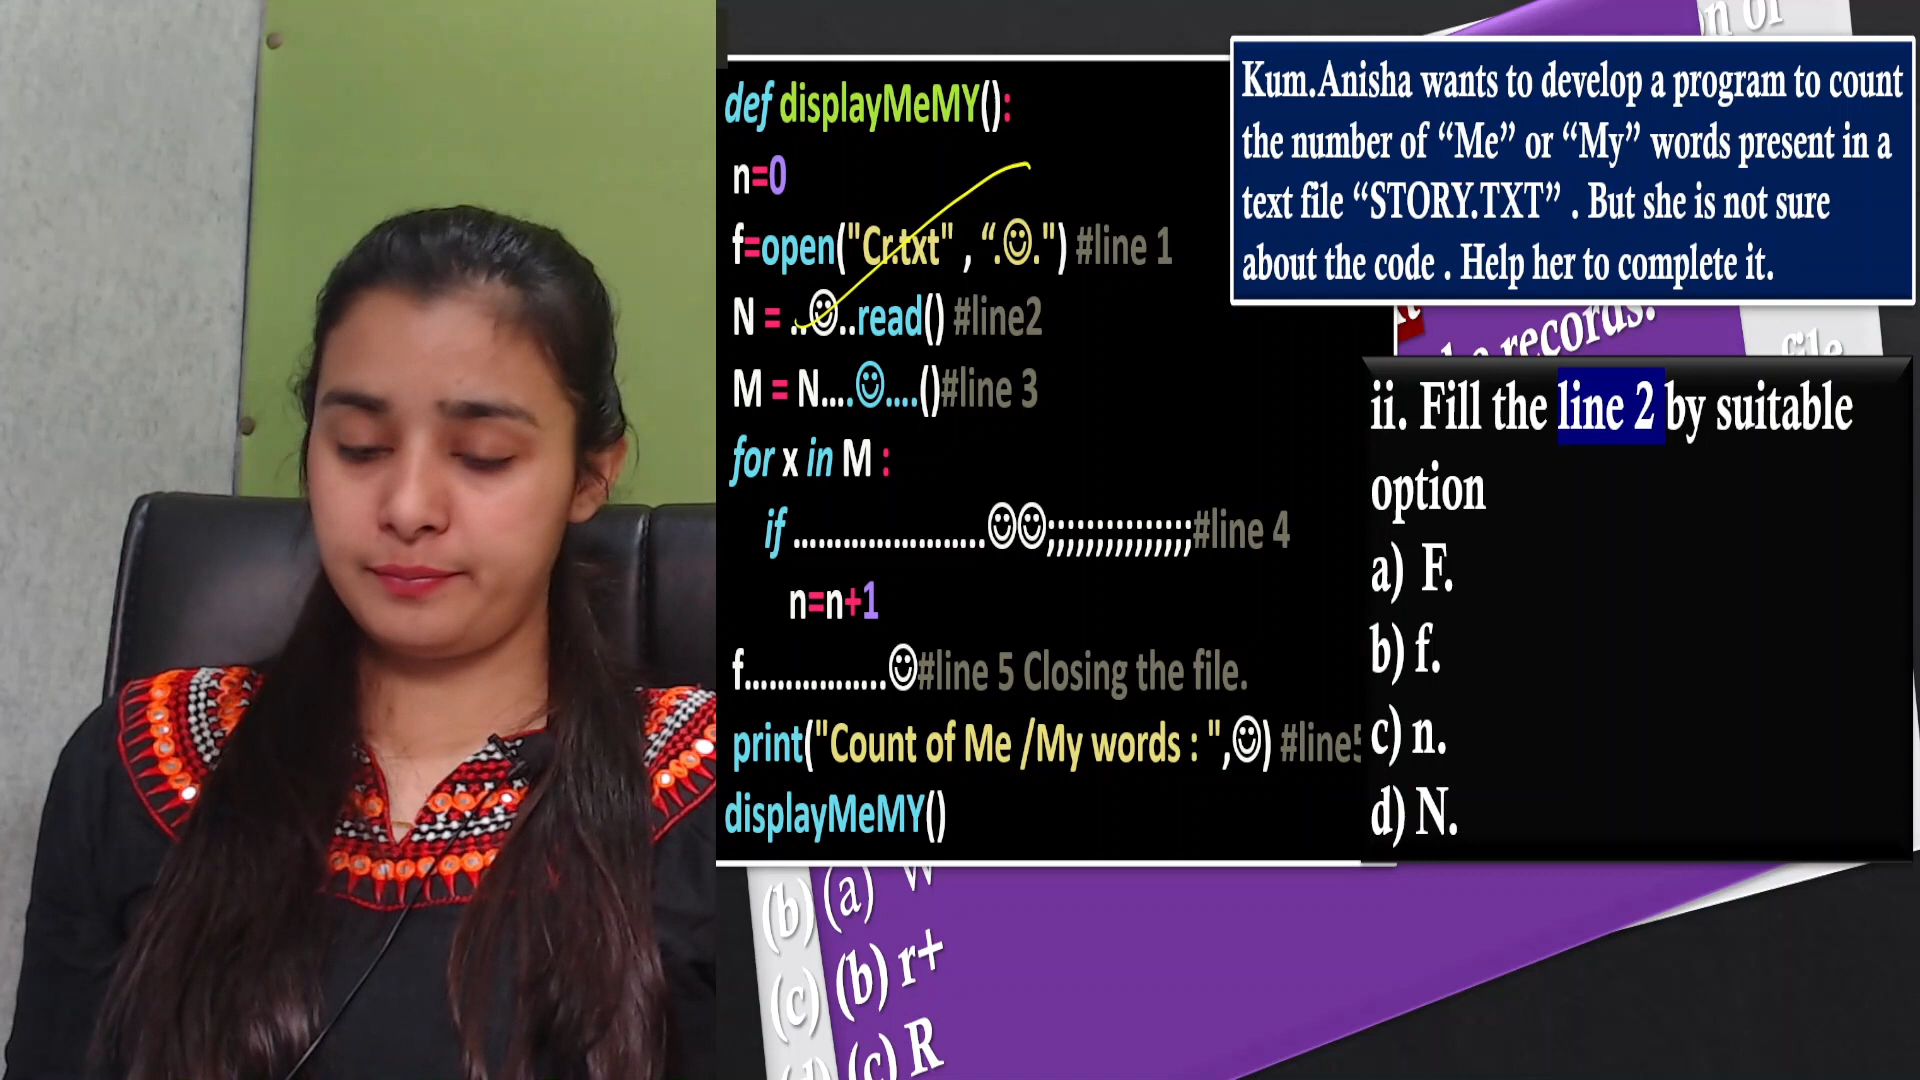 def displayMeMY():
n=0
f=open("Cr.txt" , “.☺.") #line 1
N = ..☺..read() #line2
M = N....☺....()#line 3
for x in M :
if ......................☺☺;;;;;;;;;;;;;;;#line 4
n=n+1
f.................☺#line 5 Closing the file.
print("Count of Me /My words : ",☺) #line5
displayMeMY()
Kum.Anisha wants to develop a program to count
the number of “Me” or “My” words present in a
text file “STORY.TXT” . But she is not sure
about the code . Help her to complete it.
records.
file
ii. Fill the line 2 by suitable
option
a) F.
b) f.
c) n.
d) N.
(b) (a) w
(c) (b) r+
(d) (c) R